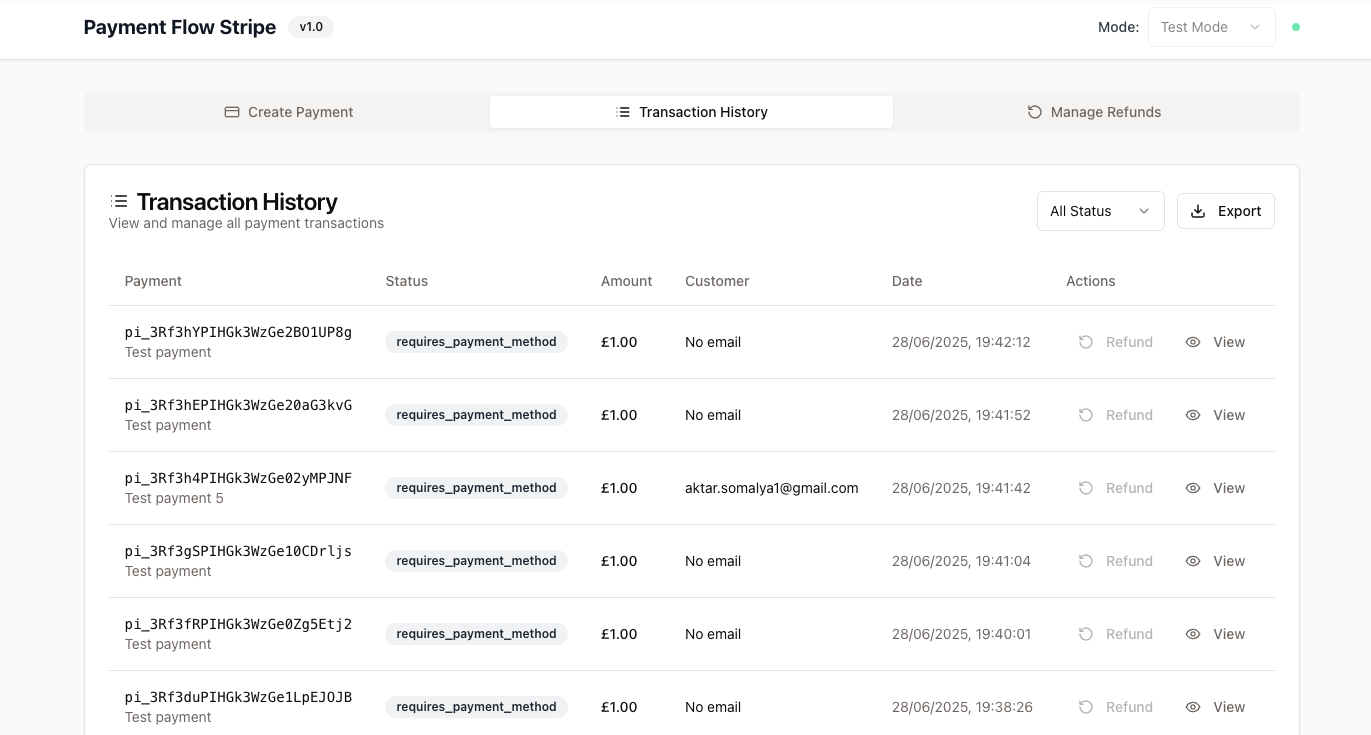 Payment Flow Stripe v1.0 Mode: Test Mode
Create Payment Transaction History Manage Refunds
Transaction History
View and manage all payment transactions
All Status Export
Payment Status Amount Customer Date Actions
pi_3Rf3hYPIHGk3WzGe2BO1UP8g
Test payment
requires_payment_method £1.00 No email 28/06/2025, 19:42:12 Refund View
pi_3Rf3hEPIHGk3WzGe20aG3kvG
Test payment
requires_payment_method £1.00 No email 28/06/2025, 19:41:52 Refund View
pi_3Rf3h4PIHGk3WzGe02yMPJNF
Test payment 5
requires_payment_method £1.00 aktar.somalya1@gmail.com 28/06/2025, 19:41:42 Refund View
pi_3Rf3gSPIHGk3WzGe10CDrljs
Test payment
requires_payment_method £1.00 No email 28/06/2025, 19:41:04 Refund View
pi_3Rf3fRPIHGk3WzGe0Zg5Etj2
Test payment
requires_payment_method £1.00 No email 28/06/2025, 19:40:01 Refund View
pi_3Rf3duPIHGk3WzGe1LpEJOJB
Test payment
requires_payment_method £1.00 No email 28/06/2025, 19:38:26 Refund View